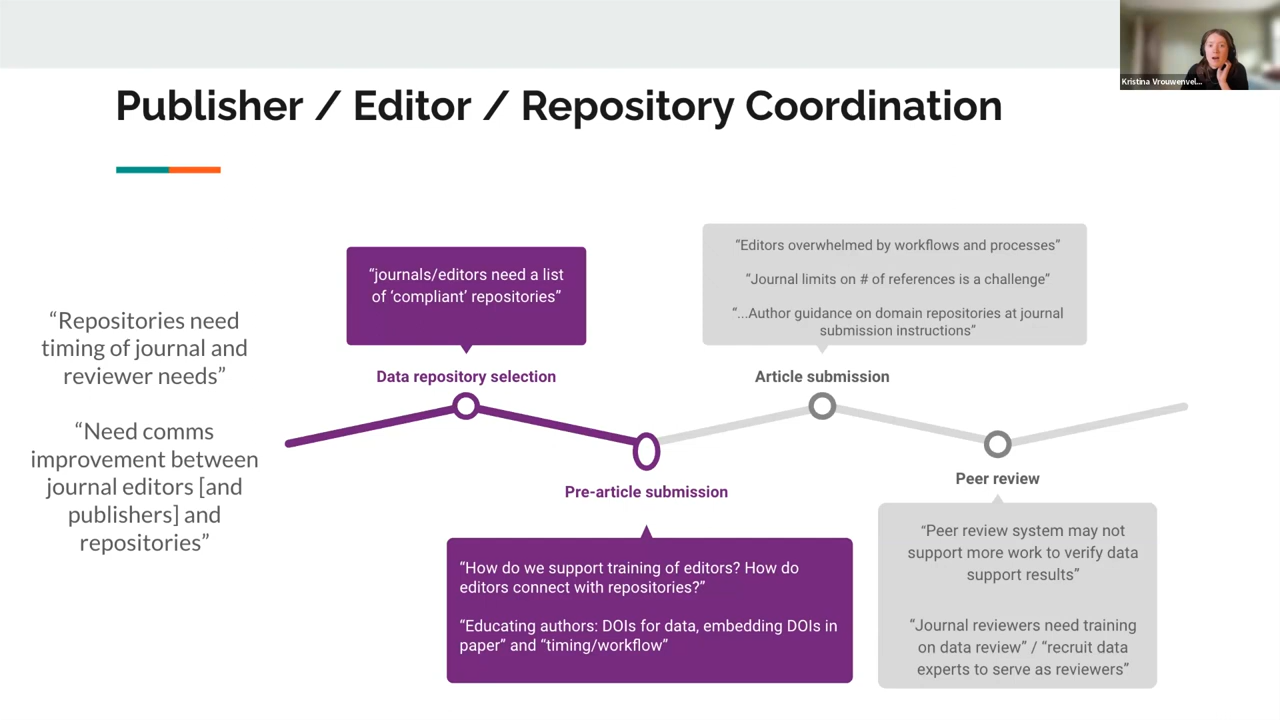 Kristina Vrouwenvel...
Publisher / Editor / Repository Coordination
“Repositories need
timing of journal and
reviewer needs”
“Need comms
improvement between
journal editors [and
publishers] and
repositories”
“journals/editors need a list
of ‘compliant’ repositories”
Data repository selection
“How do we support training of editors? How do
editors connect with repositories?”
“Educating authors: DOIs for data, embedding DOIs in
paper” and “timing/workflow”
Pre-article submission
“Editors overwhelmed by workflows and processes”
“Journal limits on # of references is a challenge”
“...Author guidance on domain repositories at journal
submission instructions”
Article submission
Peer review
“Peer review system may not
support more work to verify data
support results”
“Journal reviewers need training
on data review” / “recruit data
experts to serve as reviewers”